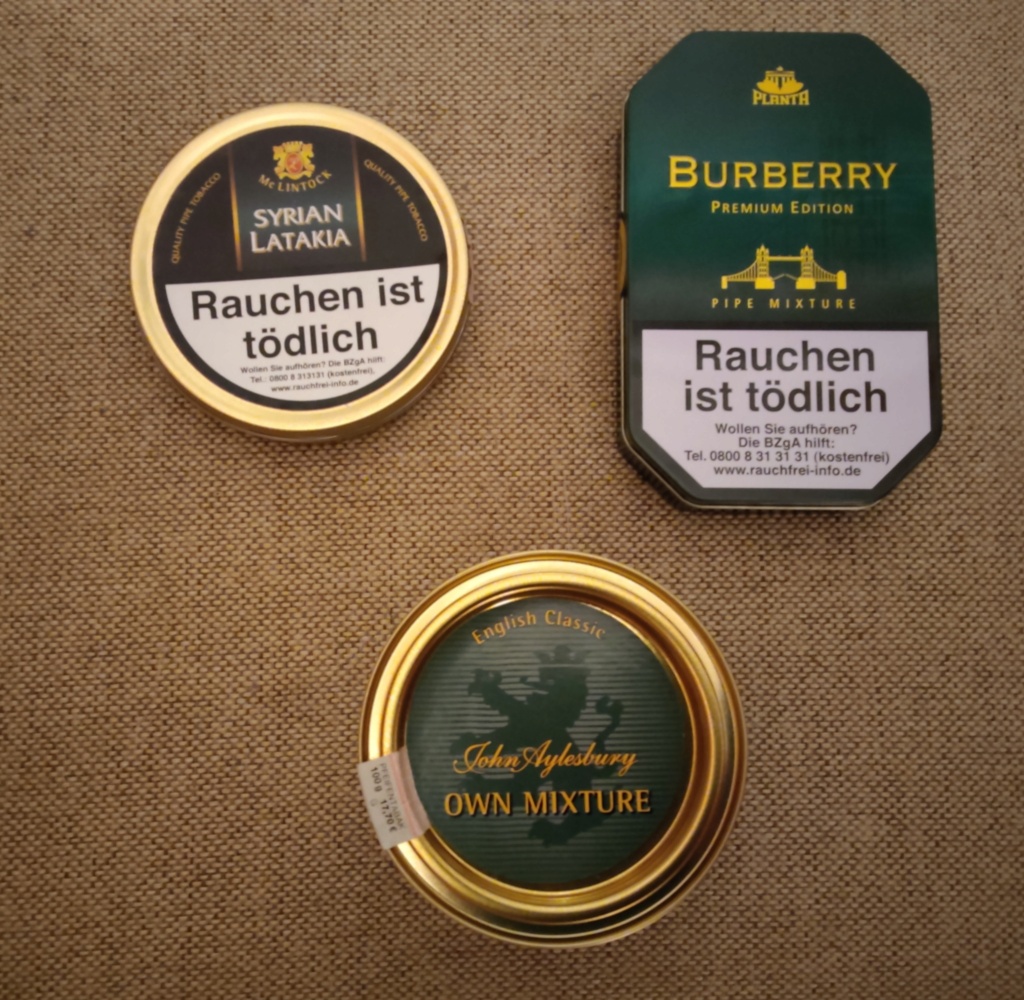 McLINTOCK
QUALITY PIPE TOBACCO
QUALITY PIPE TOBACCO
SYRIAN
LATAKIA
Rauchen ist
tödlich
Wollen Sie aufhören? Die BZgA hilft:
Tel.: 0800 8 313131 (kostenfrei),
www.rauchfrei-info.de
PLANTA
BURBERRY
PREMIUM EDITION
PIPE MIXTURE
Rauchen
ist tödlich
Wollen Sie aufhören?
Die BZgA hilft:
Tel. 0800 8 31 31 31 (kostenfrei)
www.rauchfrei-info.de
English Classic
John Aylesbury
OWN MIXTURE
100 g